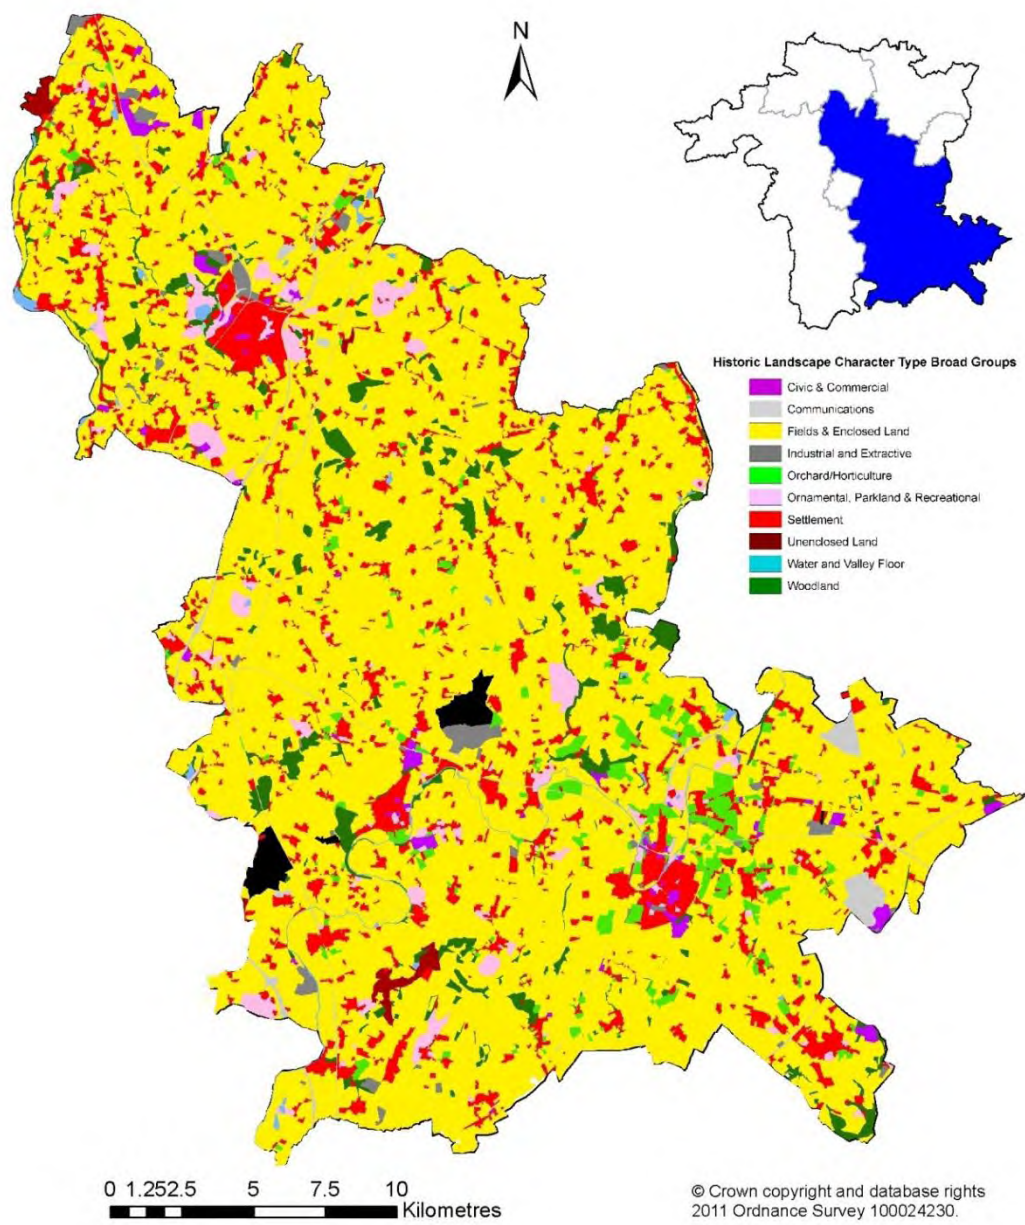 N
Historic Landscape Character Type Broad Groups
Civic & Commercial
Communications
Fields & Enclosed Land
Industrial and Extractive
Orchard/Horticulture
Ornamental, Parkland & Recreational
Settlement
Unenclosed Land
Water and Valley Floor
Woodland
0 1.252.5 5 7.5 10
Kilometres
© Crown copyright and database rights
2011 Ordnance Survey 100024230.